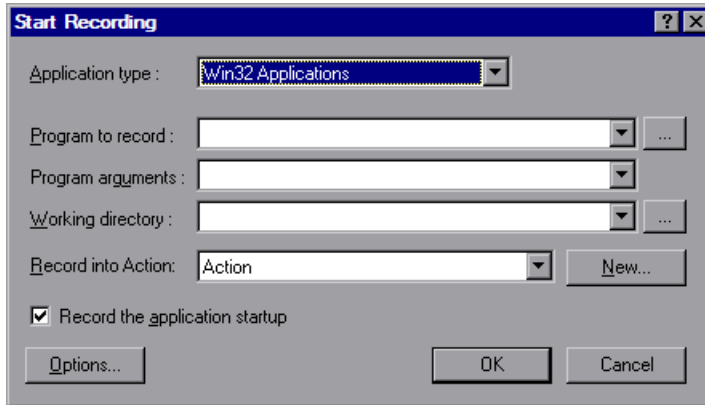 Start Recording
Application type : Win32 Applications
Program to record : ...
Program arguments :
Working directory : ...
Record into Action: Action New...
Record the application startup
Options... OK Cancel